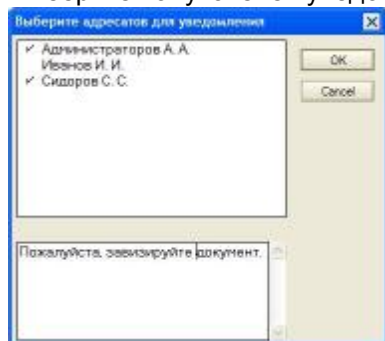 Выберите адресатов для уведомления
✓ Администраторов А. А.
Иванов И. И.
✓ Сидоров С. С.
OK
Cancel
Пожалуйста, завизируйте документ.